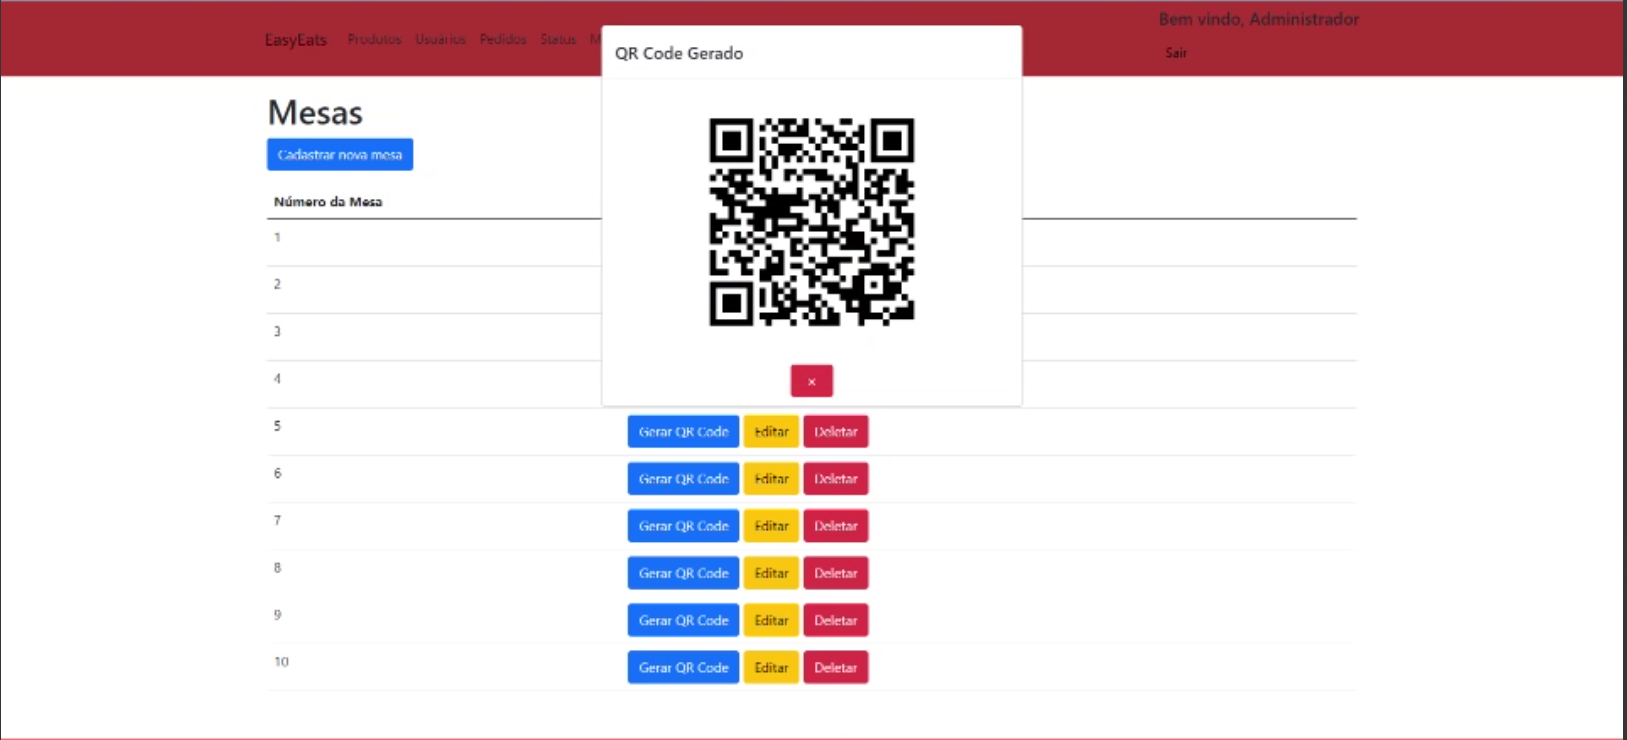 EasyEats Produtos Usuários Pedidos Status M
Bem vindo, Administrador
Sair
QR Code Gerado
×
Mesas
Cadastrar nova mesa
Número da Mesa
1
2
3
4
5 Gerar QR Code Editar Deletar
6 Gerar QR Code Editar Deletar
7 Gerar QR Code Editar Deletar
8 Gerar QR Code Editar Deletar
9 Gerar QR Code Editar Deletar
10 Gerar QR Code Editar Deletar